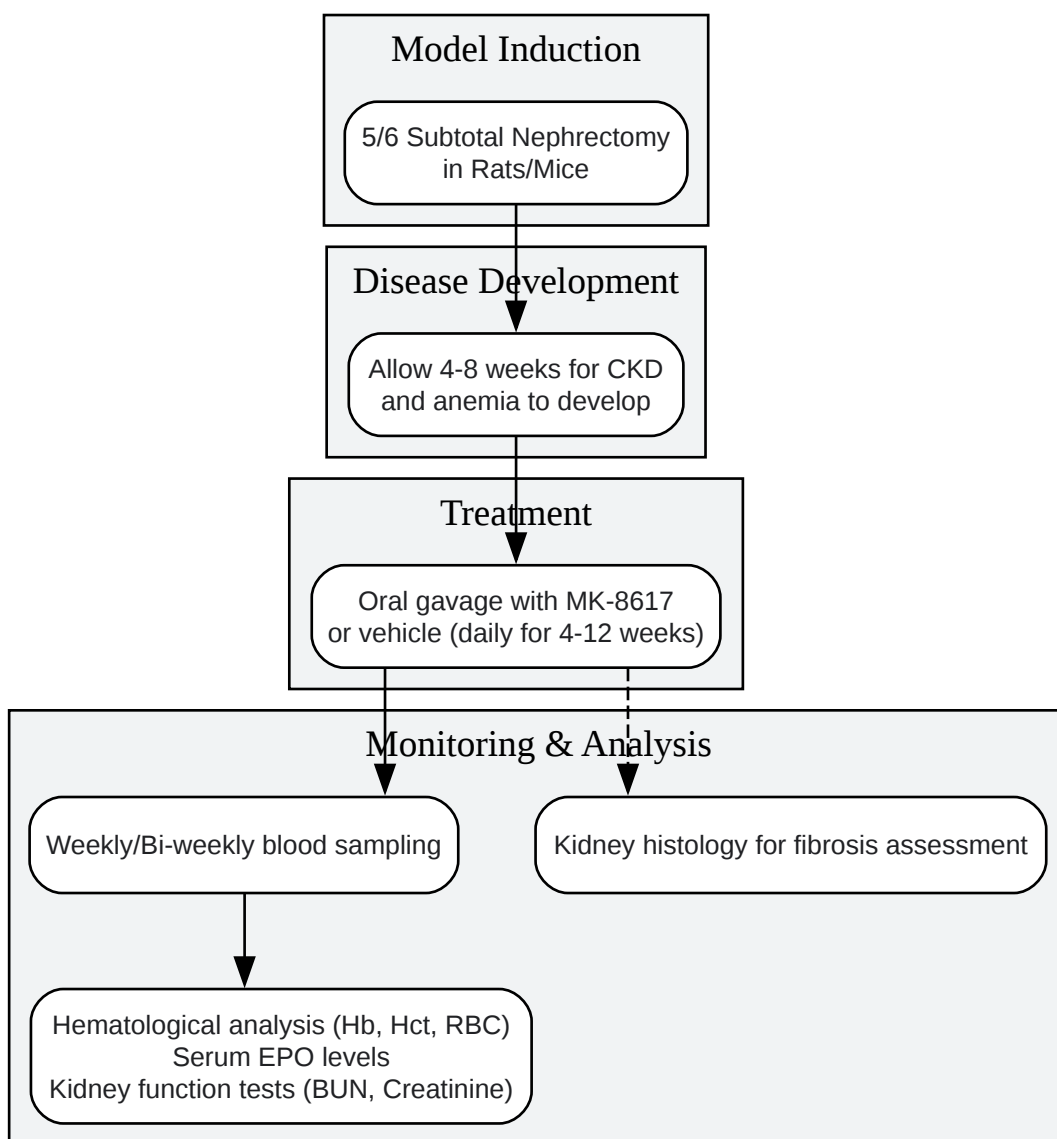 Model Induction
5/6 Subtotal Nephrectomy
in Rats/Mice
Disease Development
Allow 4-8 weeks for CKD
and anemia to develop
Treatment
Oral gavage with MK-8617
or vehicle (daily for 4-12 weeks)
Monitoring & Analysis
Weekly/Bi-weekly blood sampling
Kidney histology for fibrosis assessment
Hematological analysis (Hb, Hct, RBC)
Serum EPO levels
Kidney function tests (BUN, Creatinine)